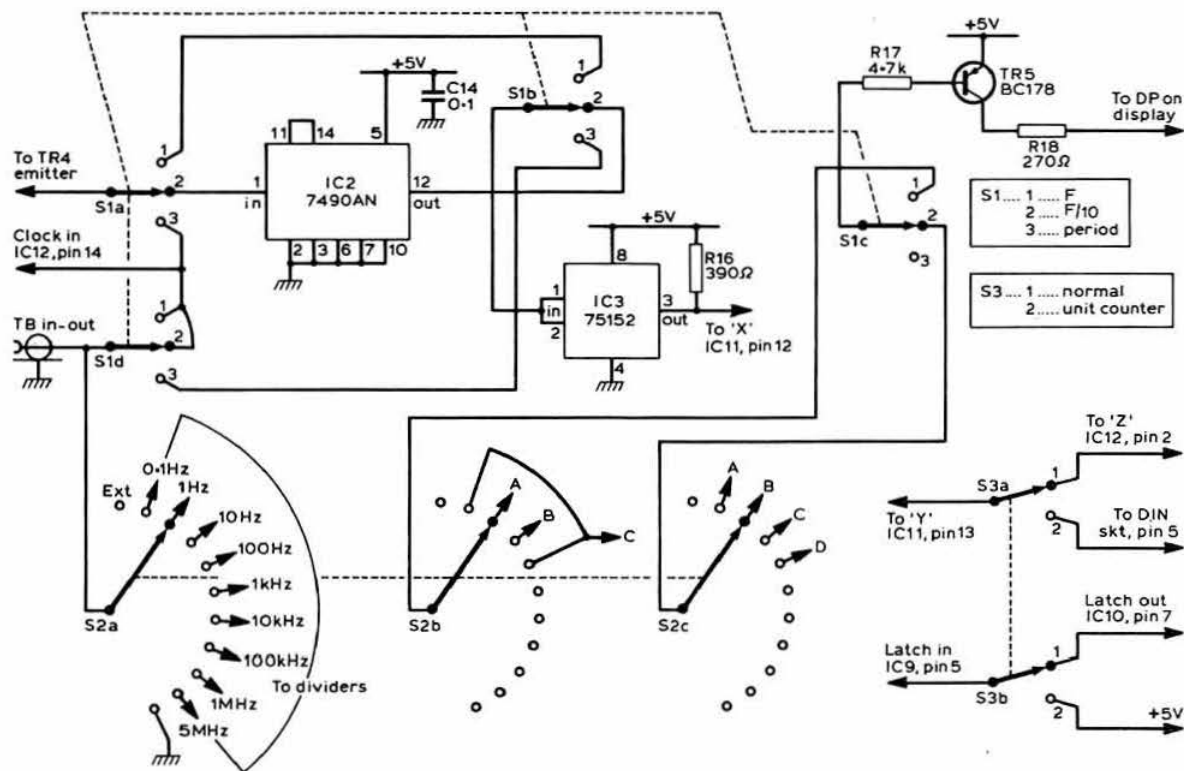 +5V
R17
4·7k
TR5
BC178
To DP on
display
R18
270Ω
1
+5V
C14
0·1
S1b
2
3
11
14
5
1
To TR4
emitter
S1a
2
1
in
IC2
7490AN
12
out
2
3
6
7
10
3
Clock in
IC12, pin 14
1
TB in-out
S1d
2
3
+5V
8
R16
390Ω
1
in
2
IC3
75152
3
out
4
To 'X'
IC11, pin 12
1
S1c
2
3
S1 .... 1 ..... F
2 ..... F/10
3 ..... period
S3 .... 1 ..... normal
2 ..... unit counter
Ext
0·1Hz
1Hz
10Hz
100Hz
1kHz
10kHz
100kHz
1MHz
5MHz
To dividers
S2a
A
B
C
S2b
A
B
C
D
S2c
To 'Z'
IC12, pin 2
S3a
1
To 'Y'
IC11, pin 13
2
To DIN
skt, pin 5
Latch out
IC10, pin 7
Latch in
IC9, pin 5
1
S3b
2
+5V